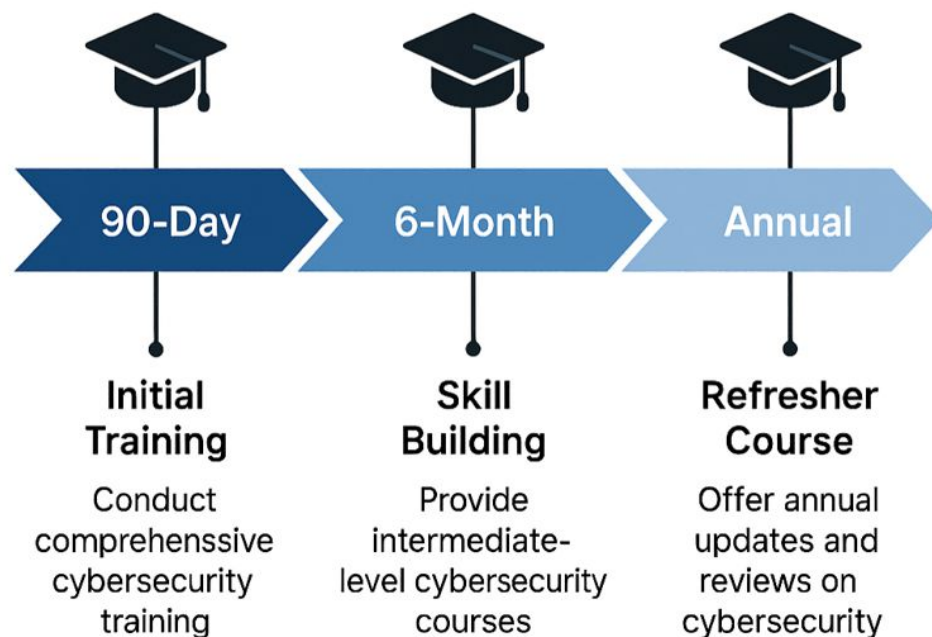 90-Day
6-Month
Annual
Initial
Training
Conduct
comprehenssive
cybersecurity
training
Skill
Building
Provide
intermediate-
level cybersecurity
courses
Refresher
Course
Offer annual
updates and
reviews on
cybersecurity